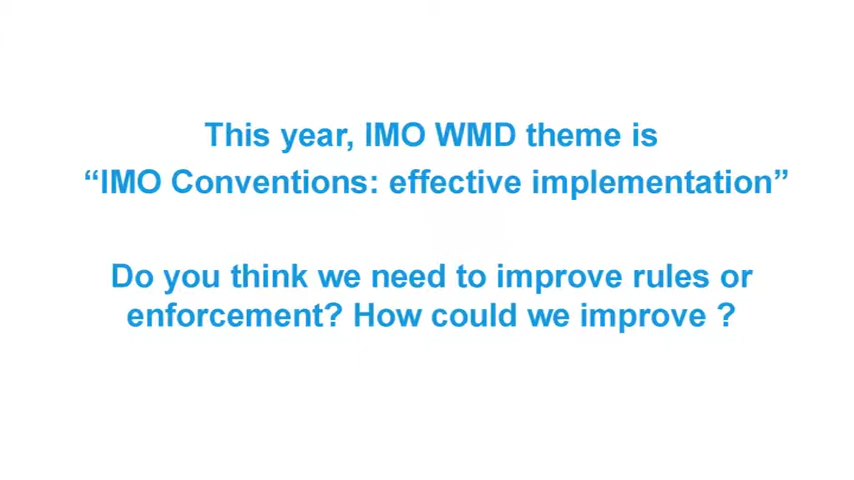 This year, IMO WMD theme is
“IMO Conventions: effective implementation”
Do you think we need to improve rules or
enforcement? How could we improve ?